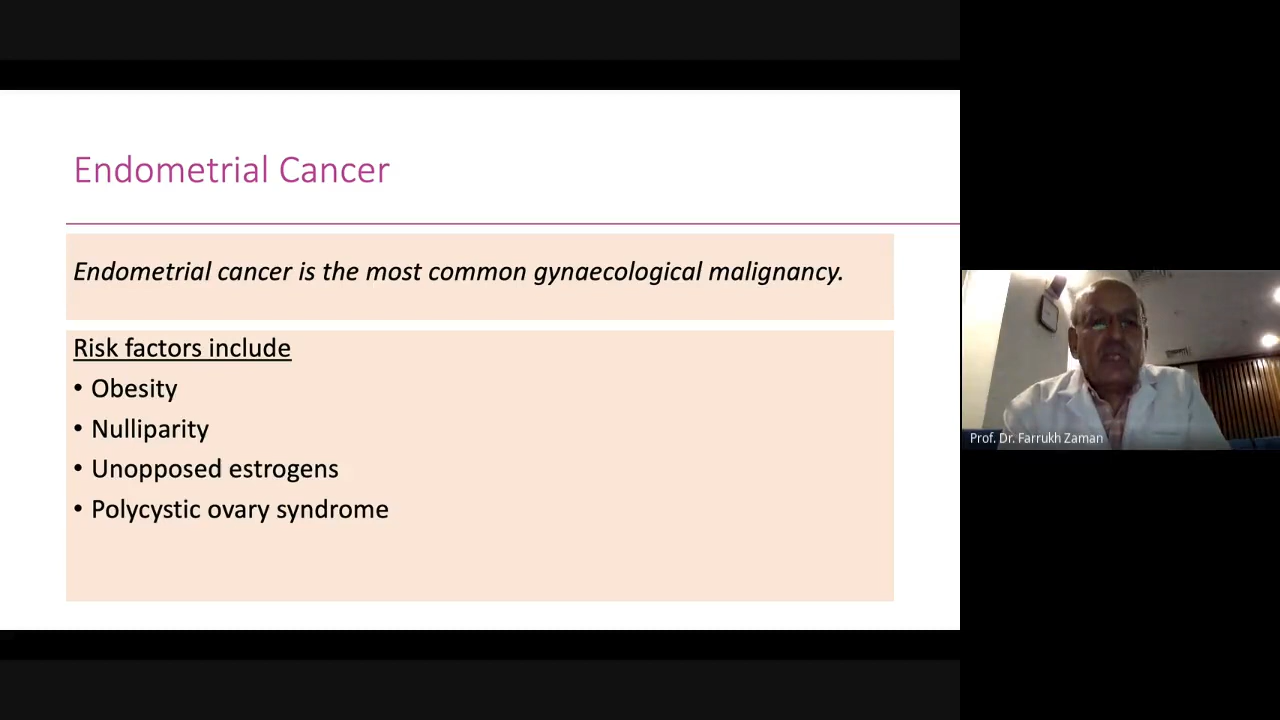 Endometrial Cancer
Endometrial cancer is the most common gynaecological malignancy.
Risk factors include
• Obesity
• Nulliparity
• Unopposed estrogens
• Polycystic ovary syndrome
Prof. Dr. Farrukh Zaman